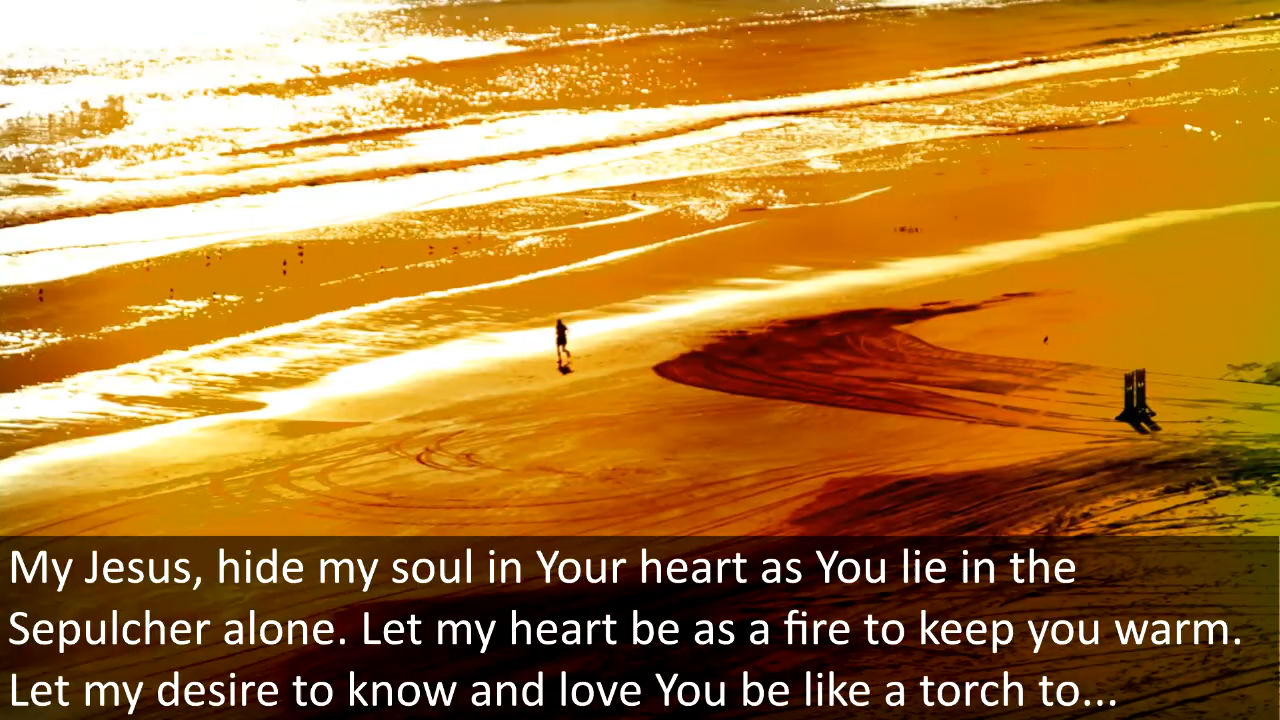 My Jesus, hide my soul in Your heart as You lie in the
Sepulcher alone. Let my heart be as a fire to keep you warm.
Let my desire to know and love You be like a torch to...